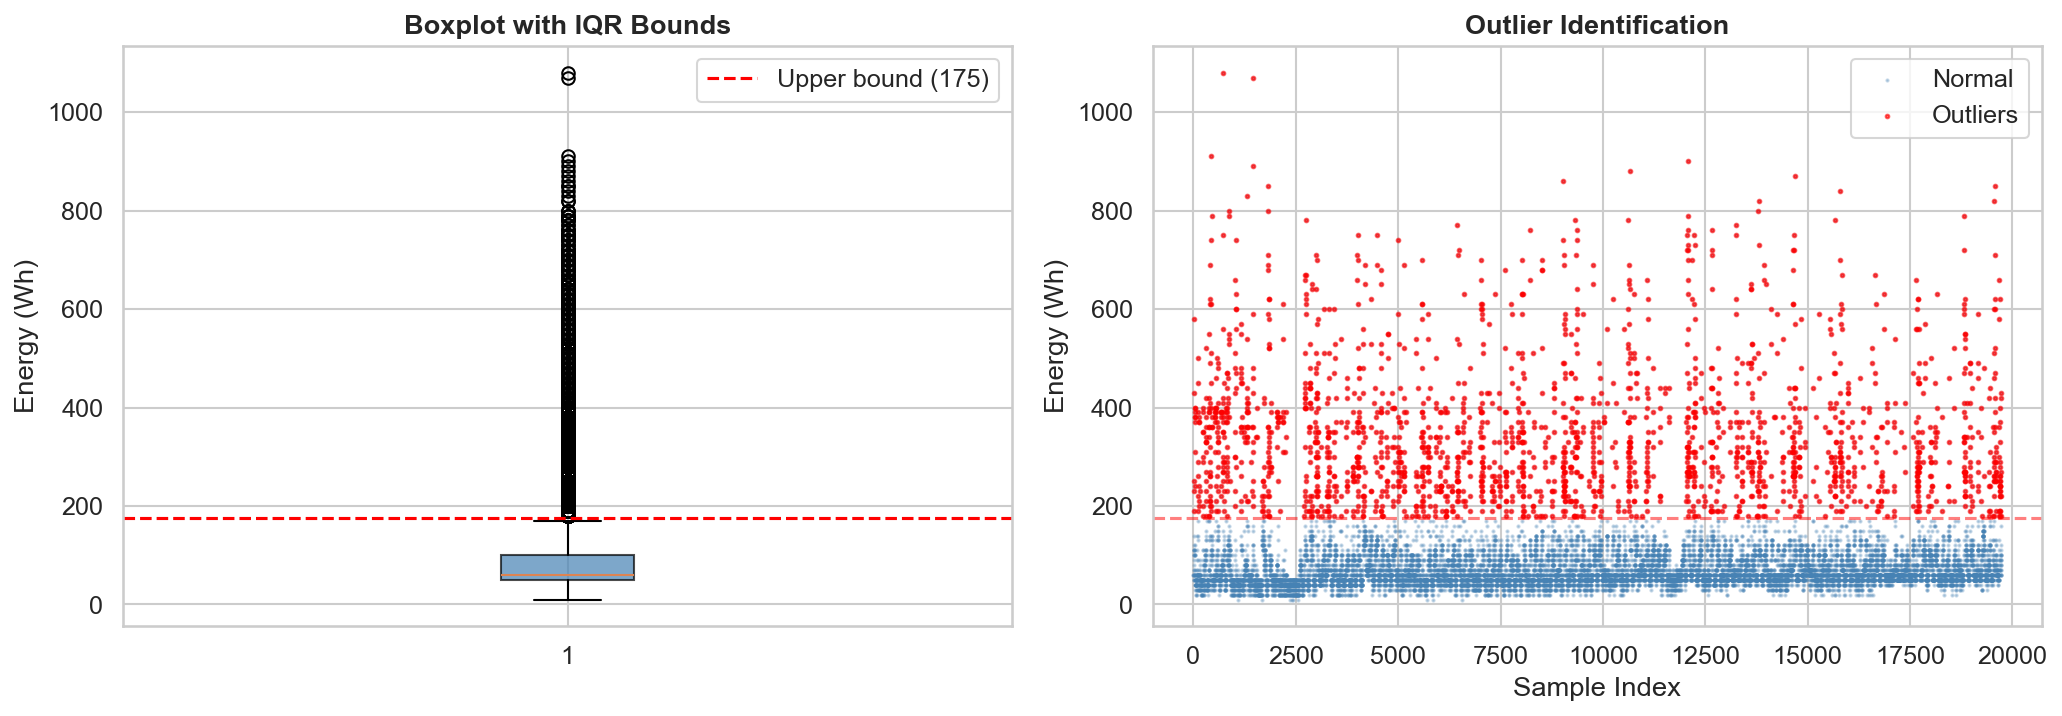 Boxplot with IQR Bounds
Upper bound (175)
Energy (Wh)
1000
800
600
400
200
0
1
Outlier Identification
Normal
Outliers
Energy (Wh)
1000
800
600
400
200
0
0 2500 5000 7500 10000 12500 15000 17500 20000
Sample Index